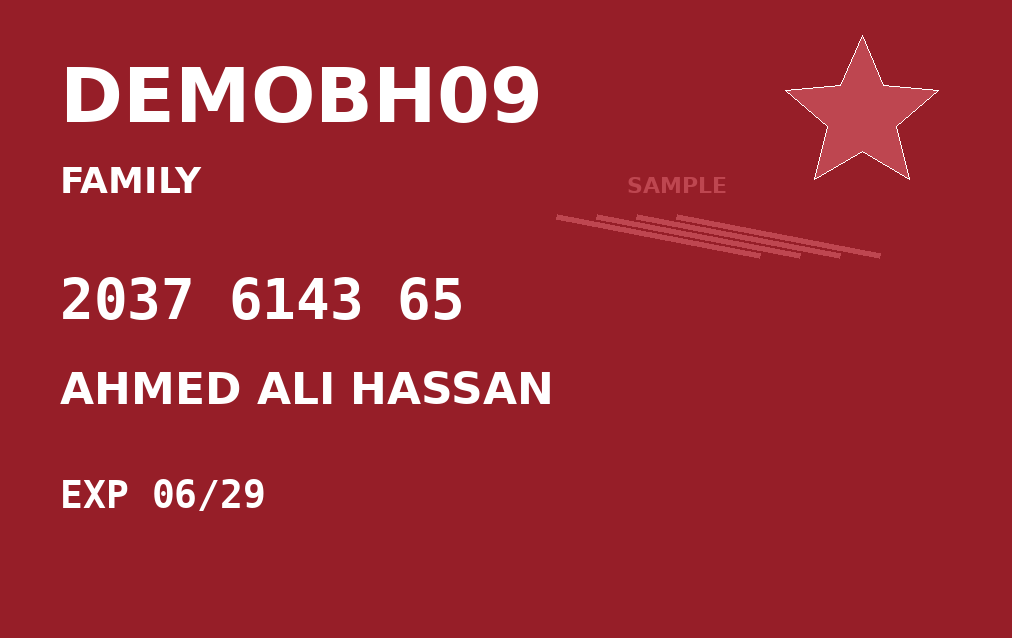 DEMOBH09
FAMILY
SAMPLE
2037 6143 65
AHMED ALI HASSAN
EXP 06/29